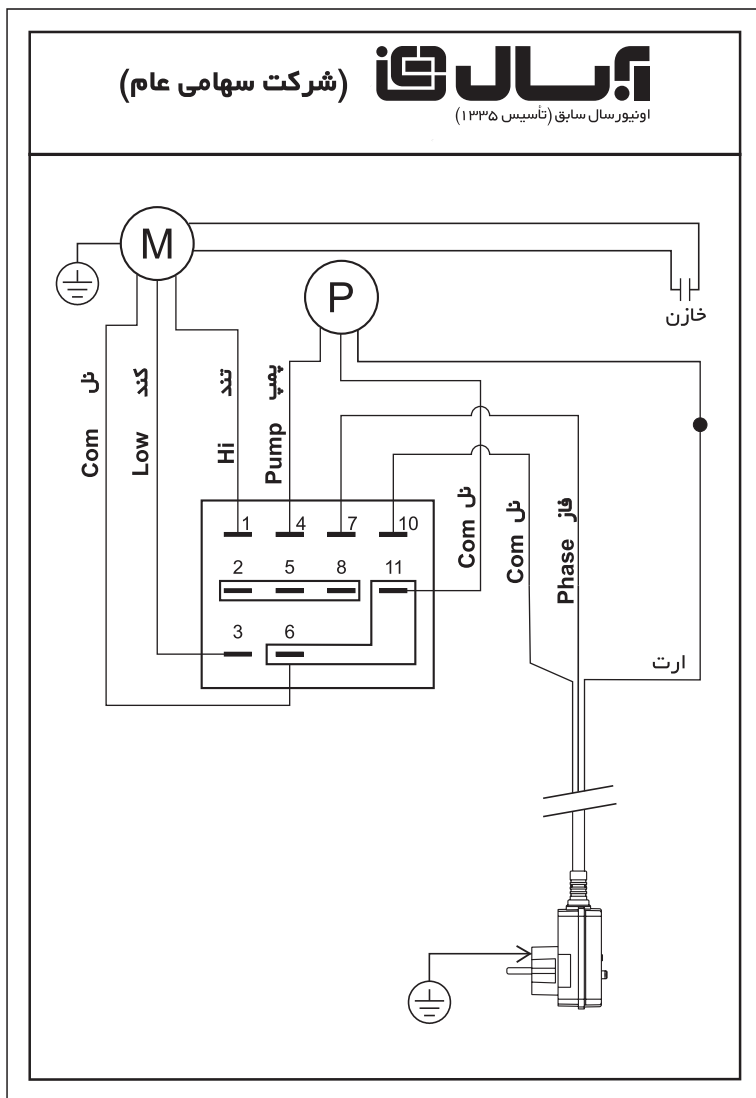 آبسال
(شرکت سهامی عام)
اونیورسال سابق (تأسیس ۱۳۳۵)
M
P
خازن
نل Com
کند Low
تند Hi
پمپ Pump
نل Com
نل Com
فاز Phase
1 4 7 10
2 5 8 11
3 6
ارت